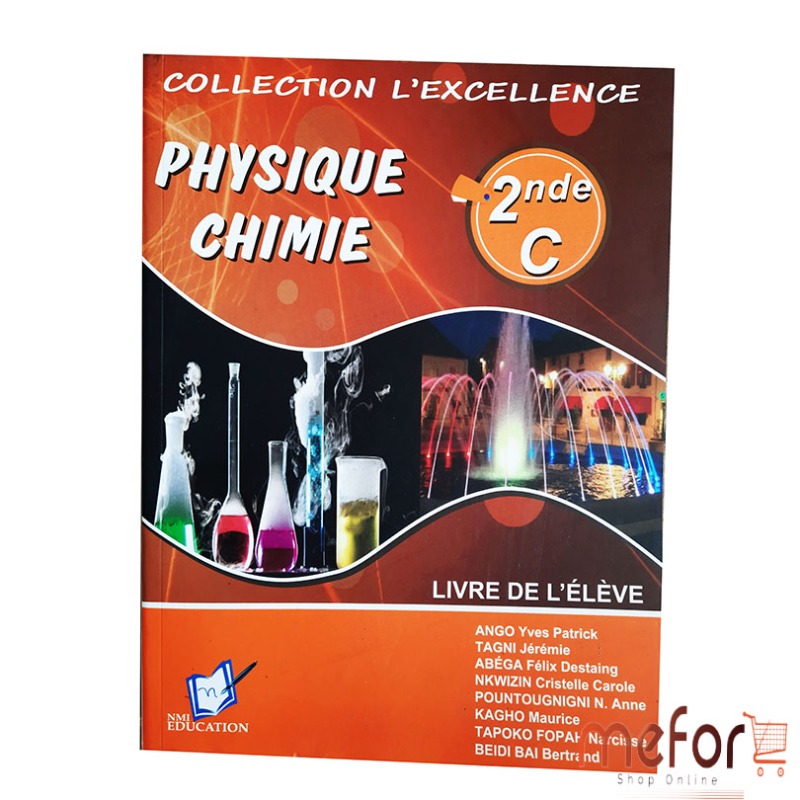 COLLECTION L'EXCELLENCE
PHYSIQUE
CHIMIE
2nde
C
LIVRE DE L'ÉLÈVE
ANGO Yves Patrick
TAGNI Jérémie
ABÉGA Félix Destaing
NKWIZIN Cristelle Carole
POUNTOUGNIGNI N. Anne
KAGHO Maurice
TAPOKO FOPAH Narcisse
BEIDI BAI Bertrand
NMI
EDUCATION
mefor
Shop Online